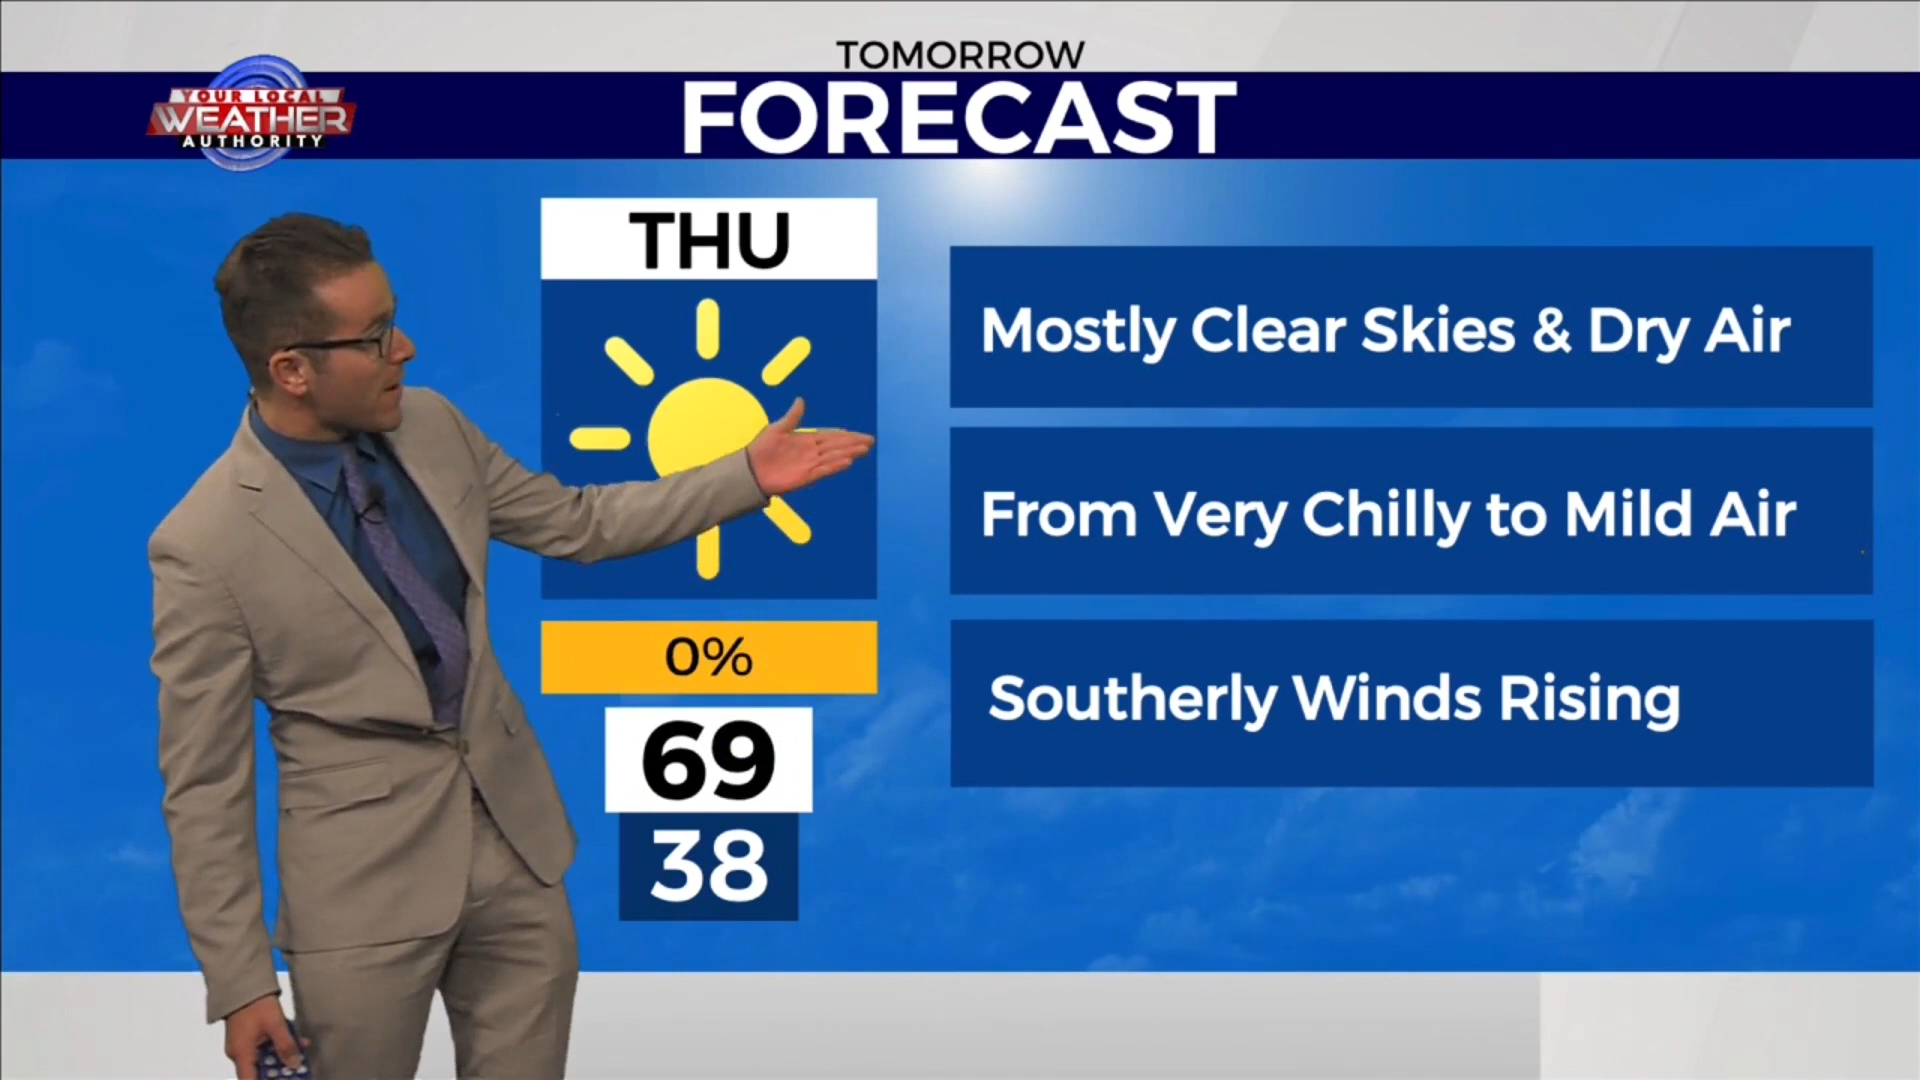 TOMORROW
FORECAST
YOUR LOCAL
WEATHER
AUTHORITY
THU
0%
69
38
Mostly Clear Skies & Dry Air
From Very Chilly to Mild Air
Southerly Winds Rising